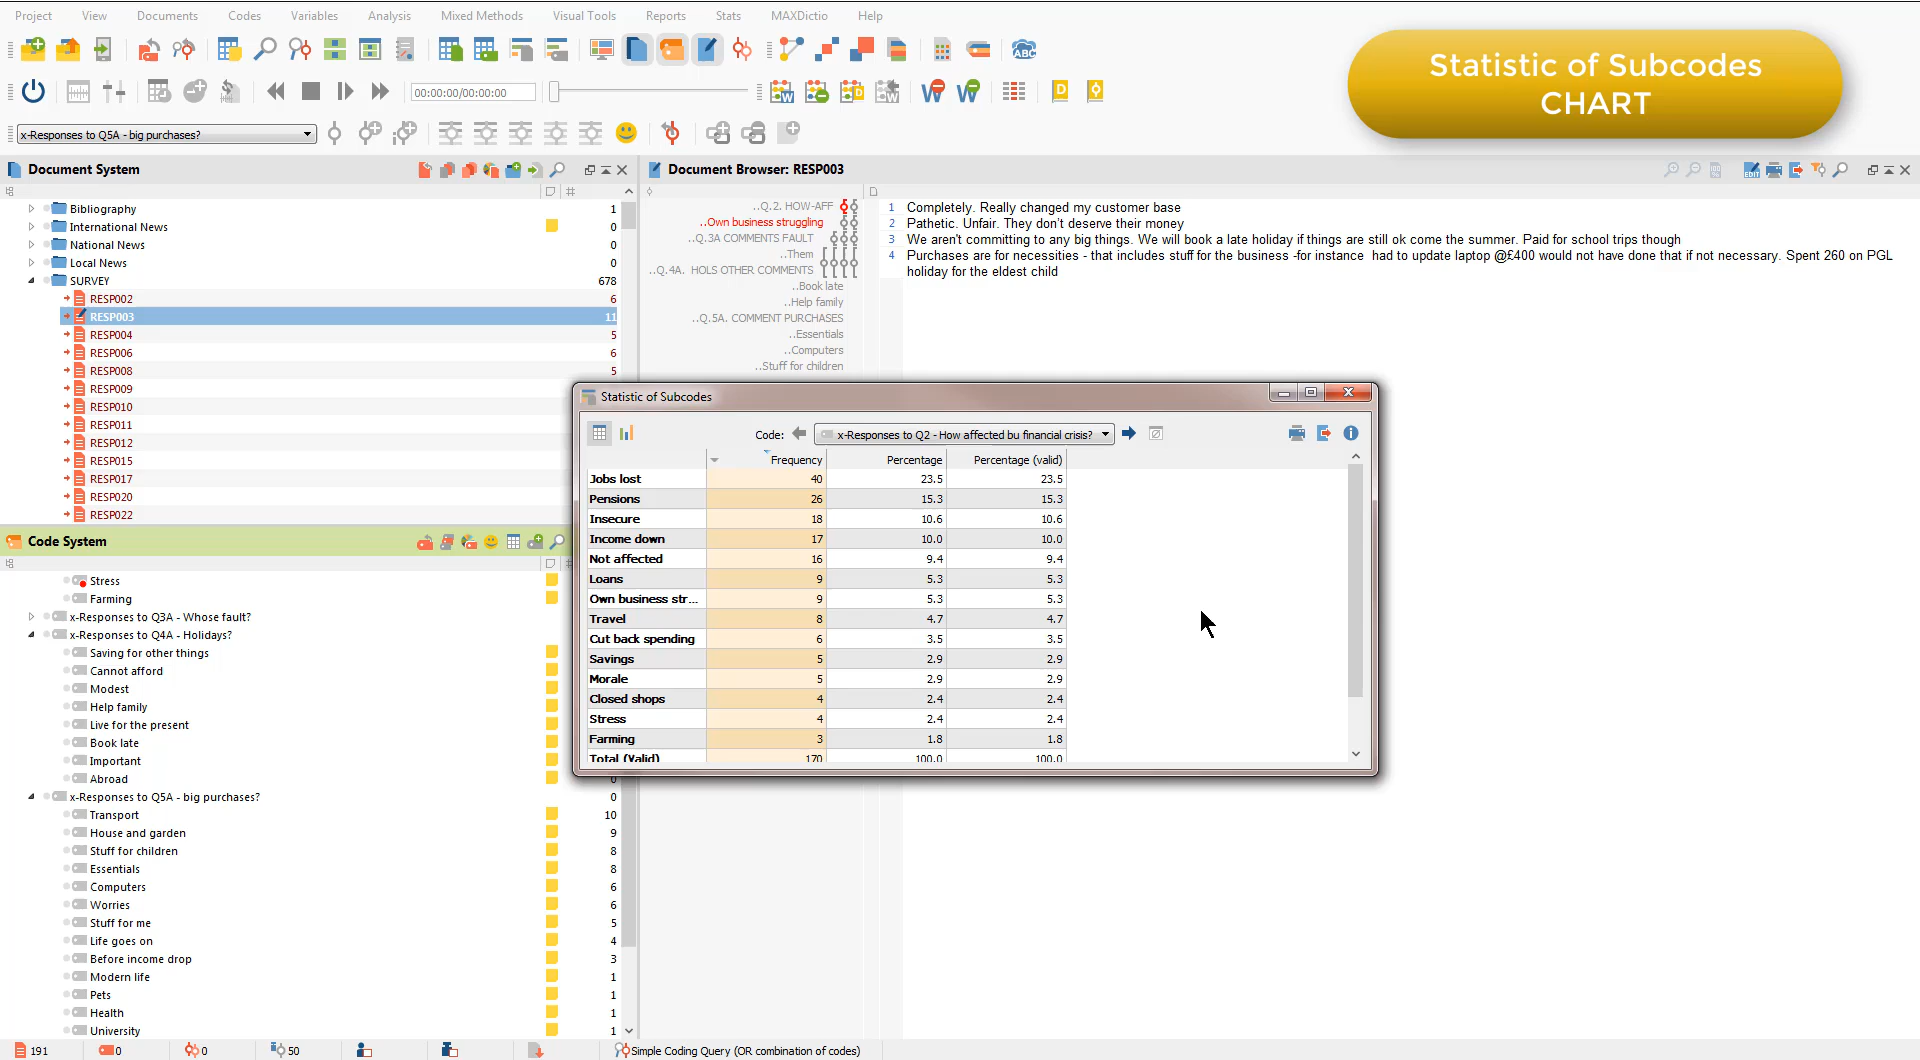 Project View Documents Codes Variables Analysis Mixed Methods Visual Tools Reports Stats MAXDictio Help
Statistic of Subcodes
CHART
00:00:00/00:00:00
x-Responses to Q5A - big purchases?
Document System
Bibliography 1
International News 0
National News 0
Local News 0
SURVEY 678
RESP002 6
RESP003 11
RESP004 5
RESP006 6
RESP008 5
RESP009
RESP010
RESP011
RESP012
RESP015
RESP017
RESP020
RESP022
Document Browser: RESP003
..Q.2. HOW-AFF
..Own business struggling
..Q.3A COMMENTS FAULT
..Them
..Q.4A. HOLS OTHER COMMENTS
..Book late
..Help family
..Q.5A. COMMENT PURCHASES
..Essentials
..Computers
..Stuff for children
1 Completely. Really changed my customer base
2 Pathetic. Unfair. They don't deserve their money
3 We aren't committing to any big things. We will book a late holiday if things are still ok come the summer. Paid for school trips though
4 Purchases are for necessities - that includes stuff for the business -for instance had to update laptop @£400 would not have done that if not necessary. Spent 260 on PGL
holiday for the eldest child
Statistic of Subcodes
Code: x-Responses to Q2 - How affected bu financial crisis?
Frequency Percentage Percentage (valid)
Jobs lost 40 23.5 23.5
Pensions 26 15.3 15.3
Insecure 18 10.6 10.6
Income down 17 10.0 10.0
Not affected 16 9.4 9.4
Loans 9 5.3 5.3
Own business str... 9 5.3 5.3
Travel 8 4.7 4.7
Cut back spending 6 3.5 3.5
Savings 5 2.9 2.9
Morale 5 2.9 2.9
Closed shops 4 2.4 2.4
Stress 4 2.4 2.4
Farming 3 1.8 1.8
Total (Valid) 170 100.0 100.0
Code System
Stress
Farming
x-Responses to Q3A - Whose fault?
x-Responses to Q4A - Holidays?
Saving for other things
Cannot afford
Modest
Help family
Live for the present
Book late
Important
Abroad 0
x-Responses to Q5A - big purchases? 0
Transport 10
House and garden 9
Stuff for children 8
Essentials 8
Computers 6
Worries 6
Stuff for me 5
Life goes on 4
Before income drop 3
Modern life 1
Pets 1
Health 1
University 1
191 0 0 50 Simple Coding Query (OR combination of codes)